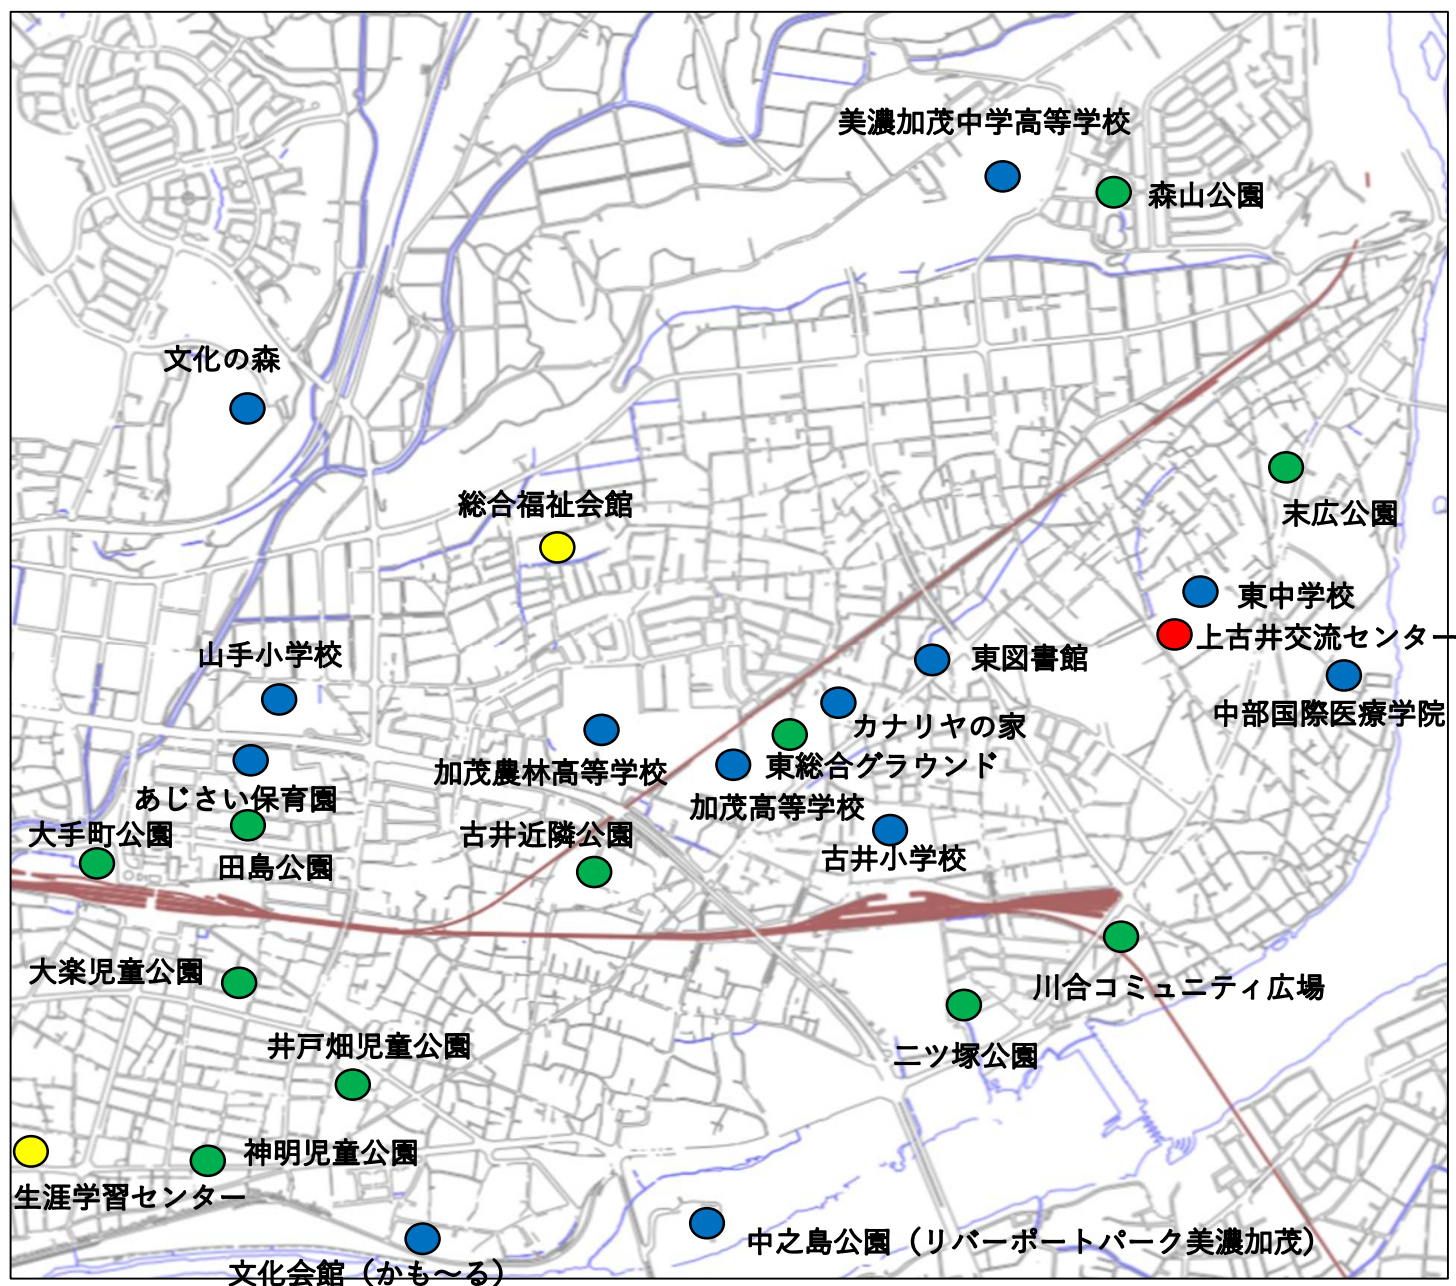 美濃加茂中学高等学校
森山公園
文化の森
総合福祉会館
末広公園
東中学校
上古井交流センター
山手小学校
東図書館
中部国際医療学院
カナリヤの家
東総合グラウンド
加茂農林高等学校
あじさい保育園
加茂高等学校
大手町公園
古井近隣公園
古井小学校
田島公園
大楽児童公園
川合コミュニティ広場
井戸畑児童公園
二ツ塚公園
神明児童公園
生涯学習センター
中之島公園（リバーポートパーク美濃加茂）
文化会館（かも～る）